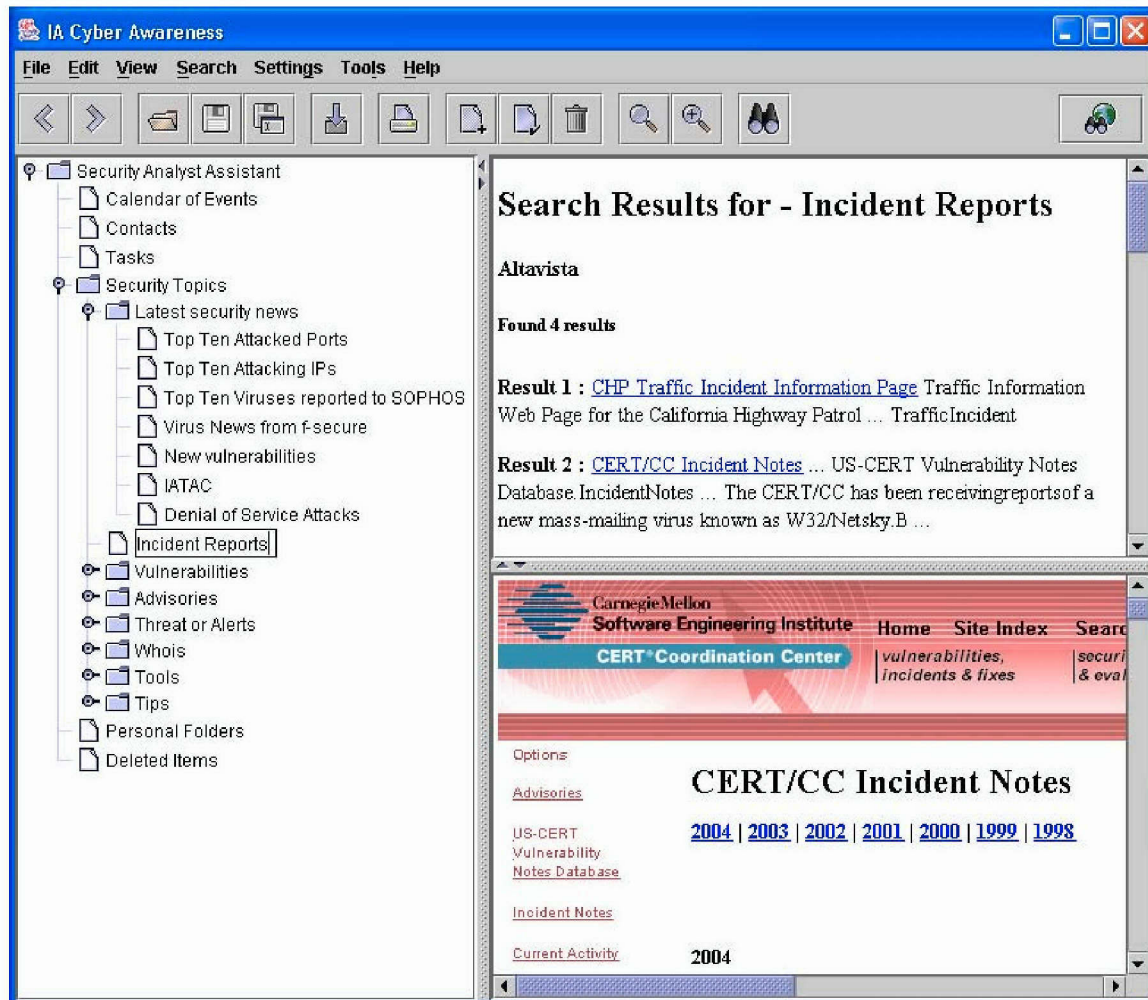 IA Cyber Awareness
File Edit View Search Settings Tools Help
Security Analyst Assistant
Calendar of Events
Contacts
Tasks
Security Topics
Latest security news
Top Ten Attacked Ports
Top Ten Attacking IPs
Top Ten Viruses reported to SOPHOS
Virus News from f-secure
New vulnerabilities
IATAC
Denial of Service Attacks
Incident Reports
Vulnerabilities
Advisories
Threat or Alerts
Whois
Tools
Tips
Personal Folders
Deleted Items
Search Results for - Incident Reports
Altavista
Found 4 results
Result 1 : CHP Traffic Incident Information Page Traffic Information
Web Page for the California Highway Patrol ... TrafficIncident
Result 2 : CERT/CC Incident Notes ... US-CERT Vulnerability Notes
Database.IncidentNotes ... The CERT/CC has been receivingreportsof a
new mass-mailing virus known as W32/Netsky.B ...
CarnegieMellon
Software Engineering Institute
CERT® Coordination Center
Home Site Index Searc
vulnerabilities, securi
incidents & fixes & eval
Options
Advisories
US-CERT
Vulnerability
Notes Database
Incident Notes
Current Activity
CERT/CC Incident Notes
2004 | 2003 | 2002 | 2001 | 2000 | 1999 | 1998
2004